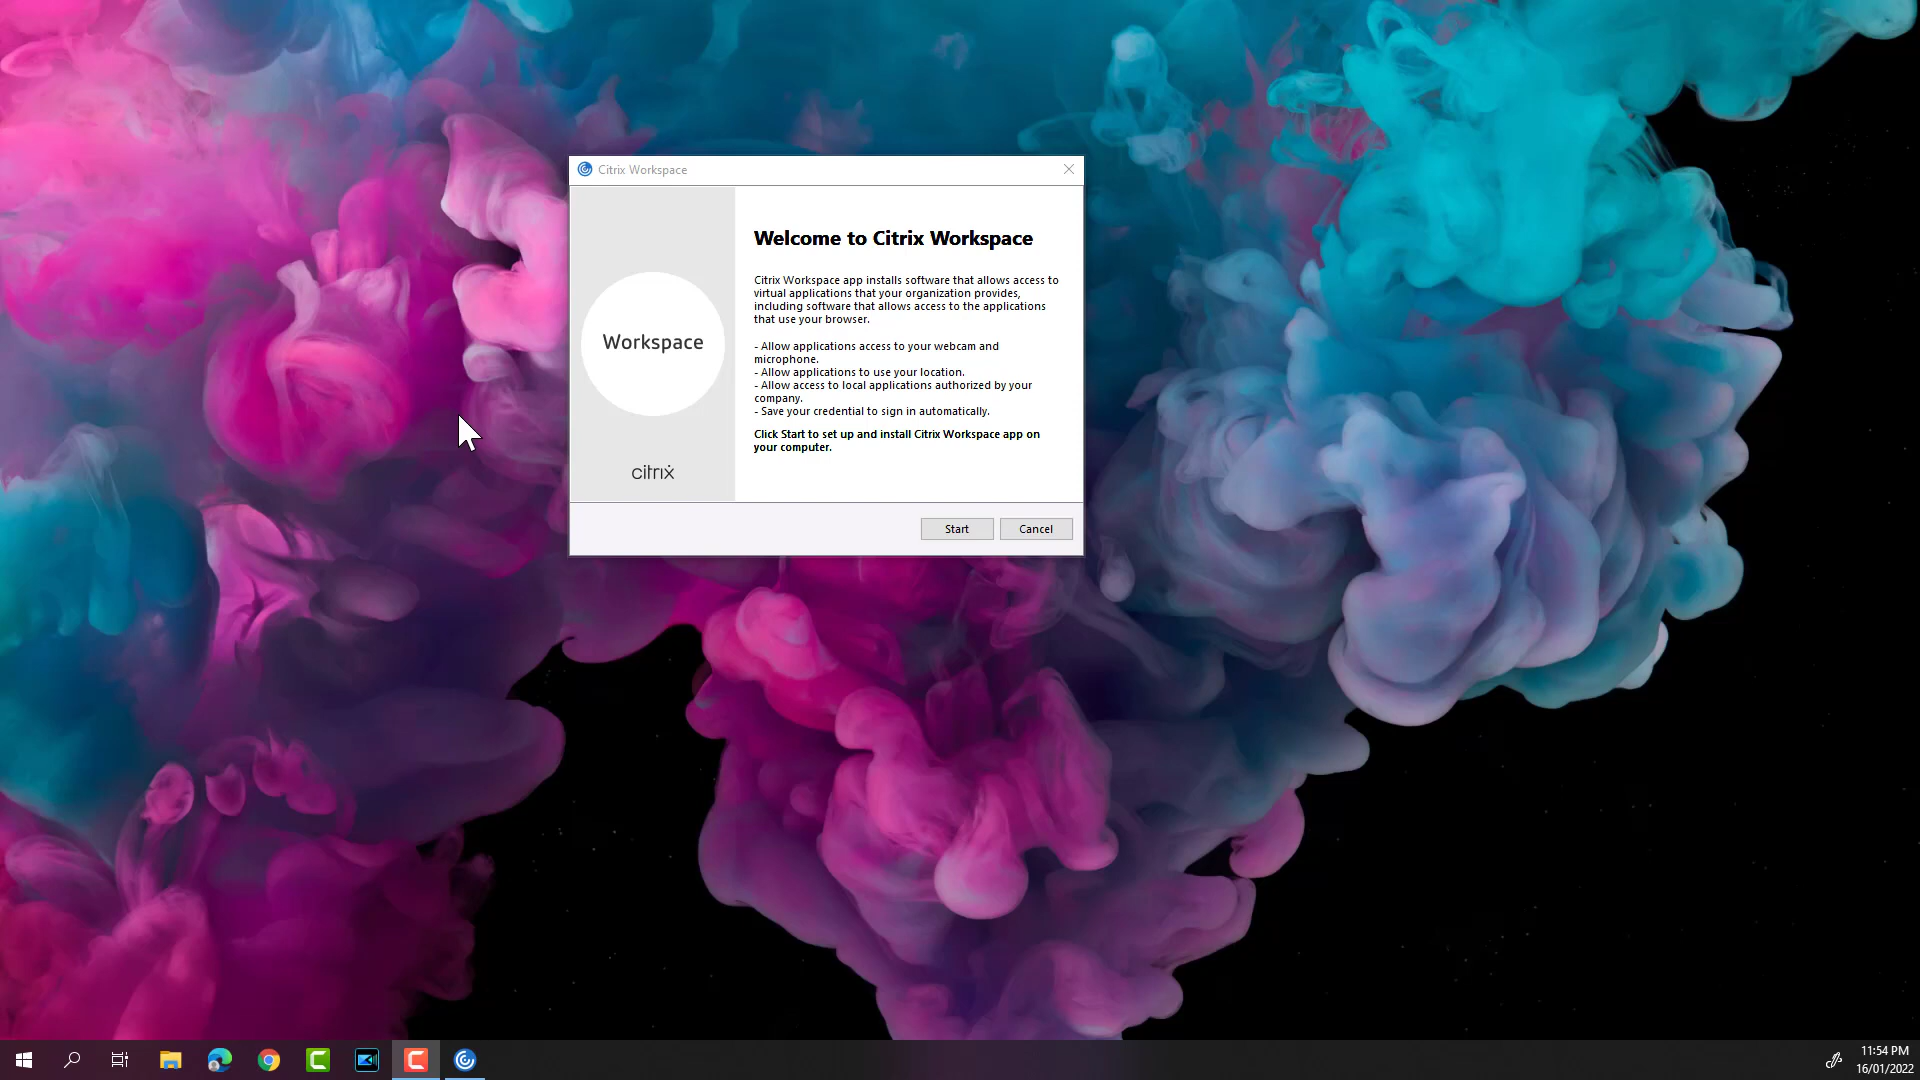 Citrix Workspace
Welcome to Citrix Workspace
Citrix Workspace app installs software that allows access to
virtual applications that your organization provides,
including software that allows access to the applications
that use your browser.
- Allow applications access to your webcam and
microphone.
- Allow applications to use your location.
- Allow access to local applications authorized by your
company.
- Save your credential to sign in automatically.
Click Start to set up and install Citrix Workspace app on
your computer.
Workspace
citrix
Start
Cancel
11:54 PM
16/01/2022